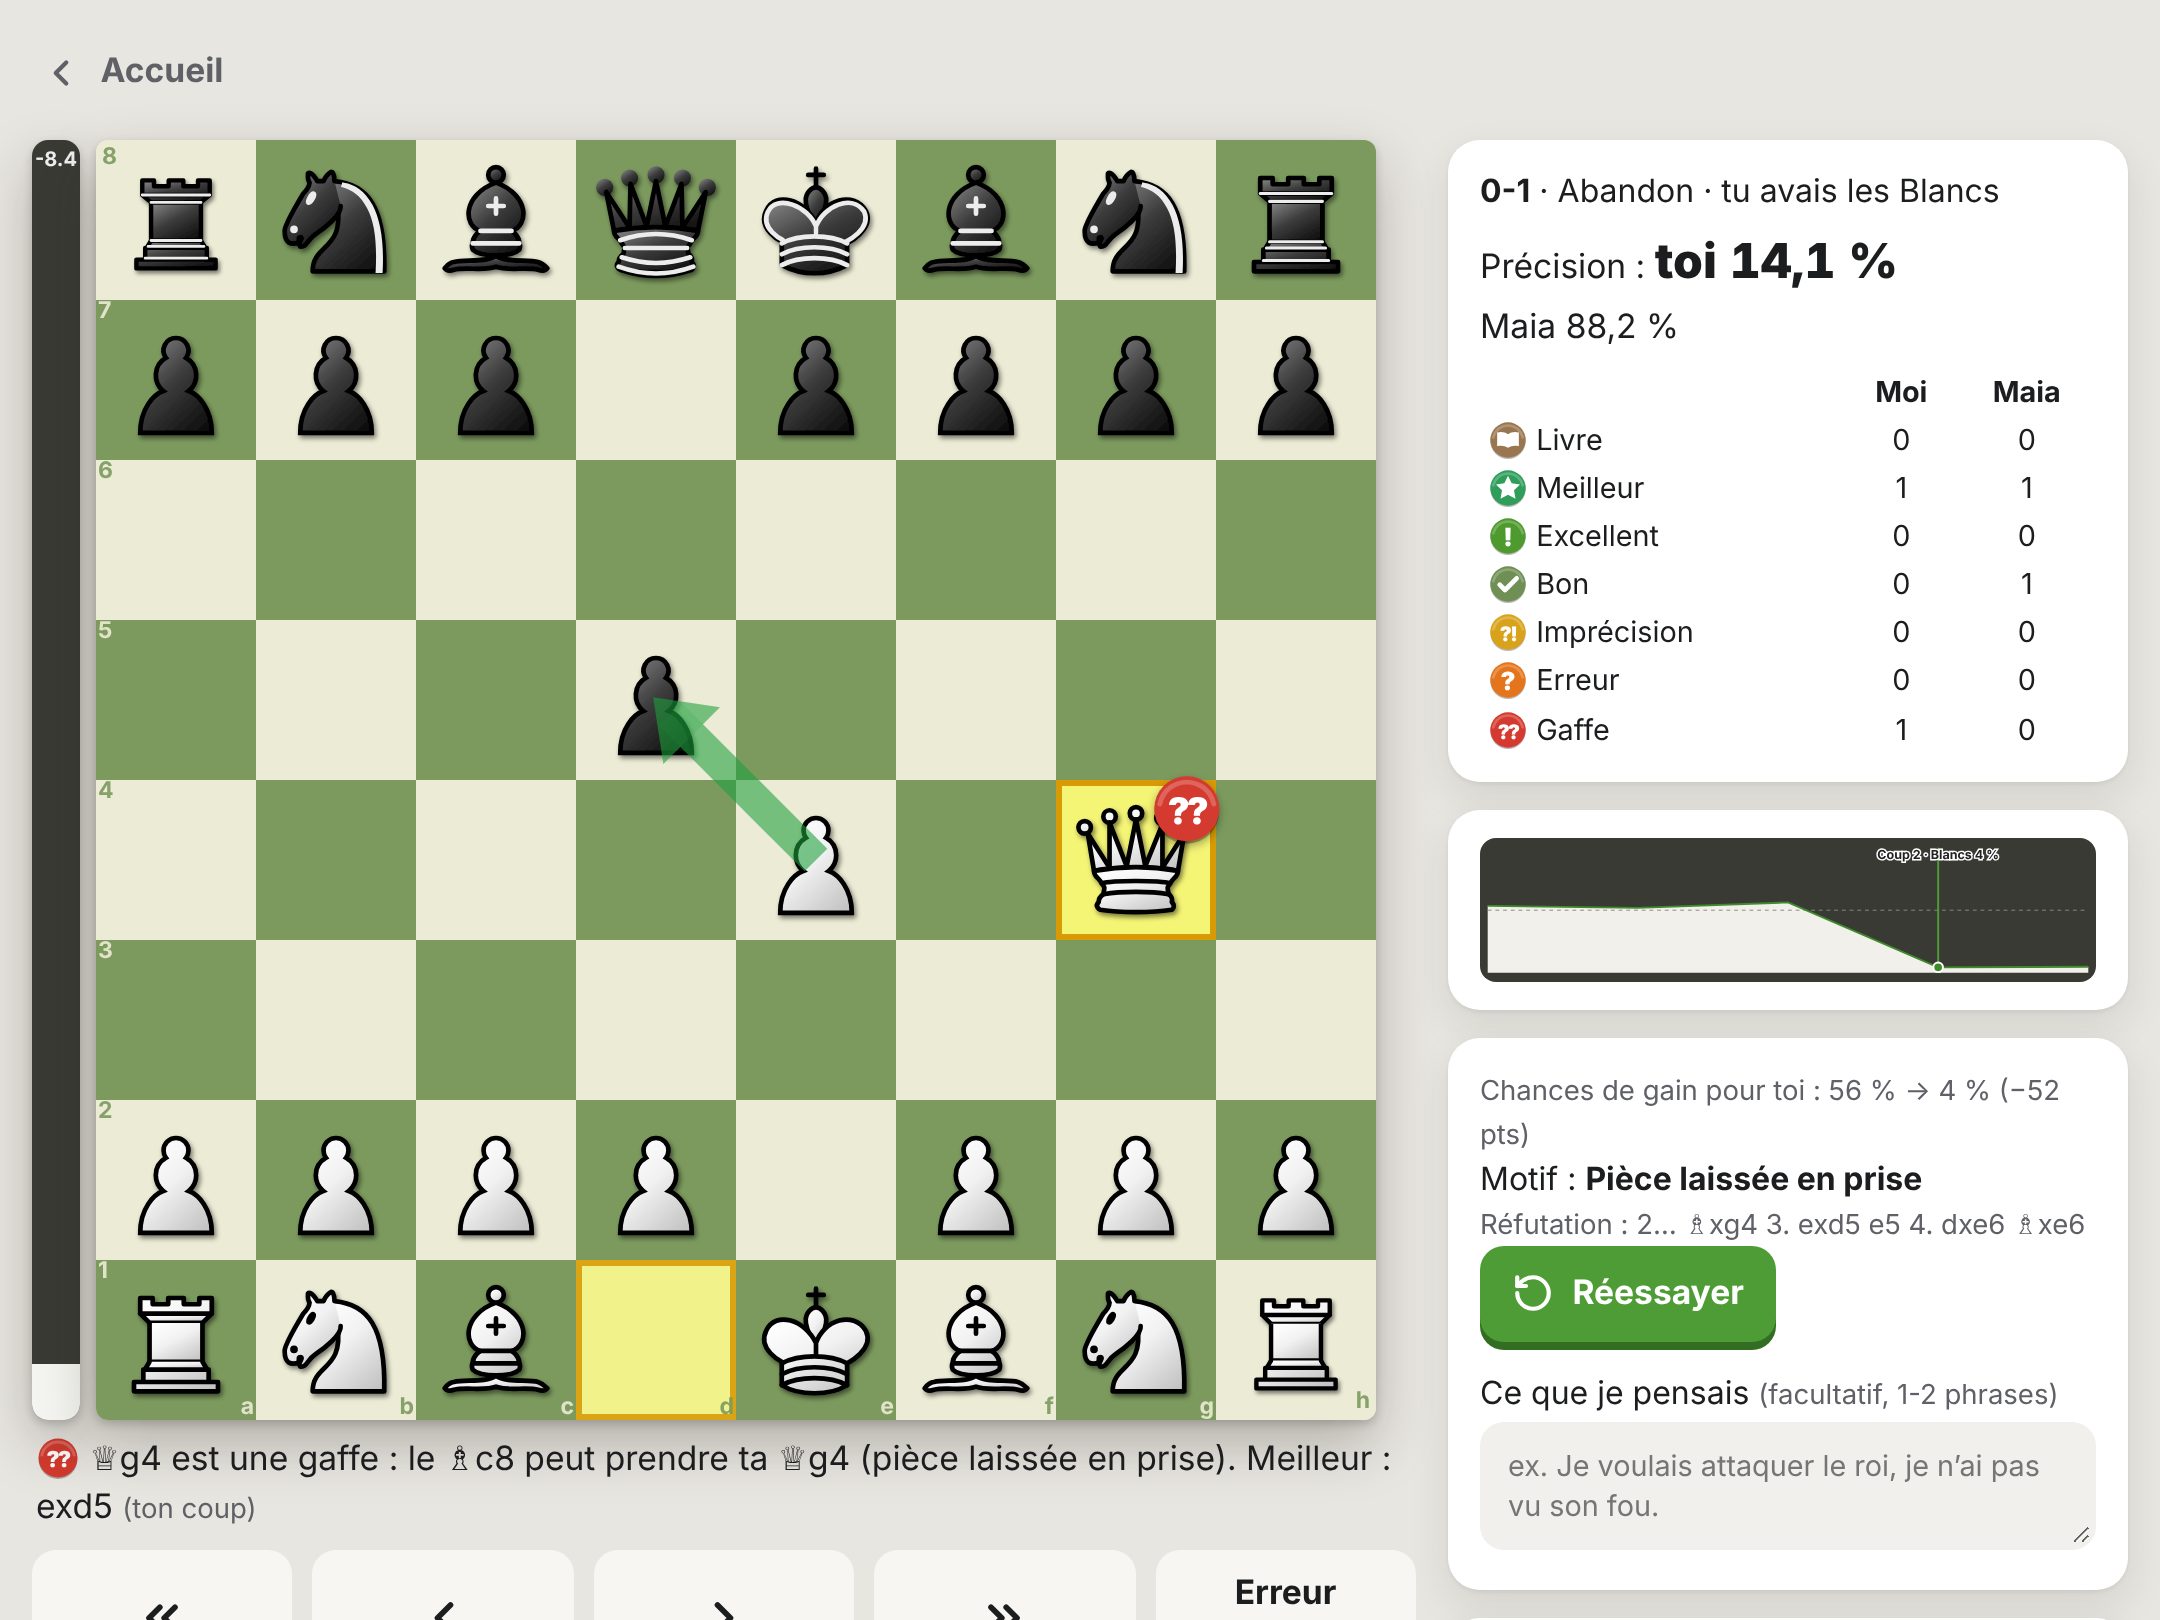 Accueil
-8.4
8
7
6
5
4
3
2
1
a b c d e f g h
??
?? ♕g4 est une gaffe : le ♗c8 peut prendre ta ♕g4 (pièce laissée en prise). Meilleur :
exd5 (ton coup)
Erreur
0-1 · Abandon · tu avais les Blancs
Précision : toi 14,1 %
Maia 88,2 %
Moi Maia
Livre 0 0
Meilleur 1 1
! Excellent 0 0
Bon 0 1
?! Imprécision 0 0
? Erreur 0 0
?? Gaffe 1 0
Coup 2 · Blancs 4 %
Chances de gain pour toi : 56 % → 4 % (−52
pts)
Motif : Pièce laissée en prise
Réfutation : 2... ♗xg4 3. exd5 e5 4. dxe6 ♗xe6
Réessayer
Ce que je pensais (facultatif, 1-2 phrases)
ex. Je voulais attaquer le roi, je n’ai pas
vu son fou.